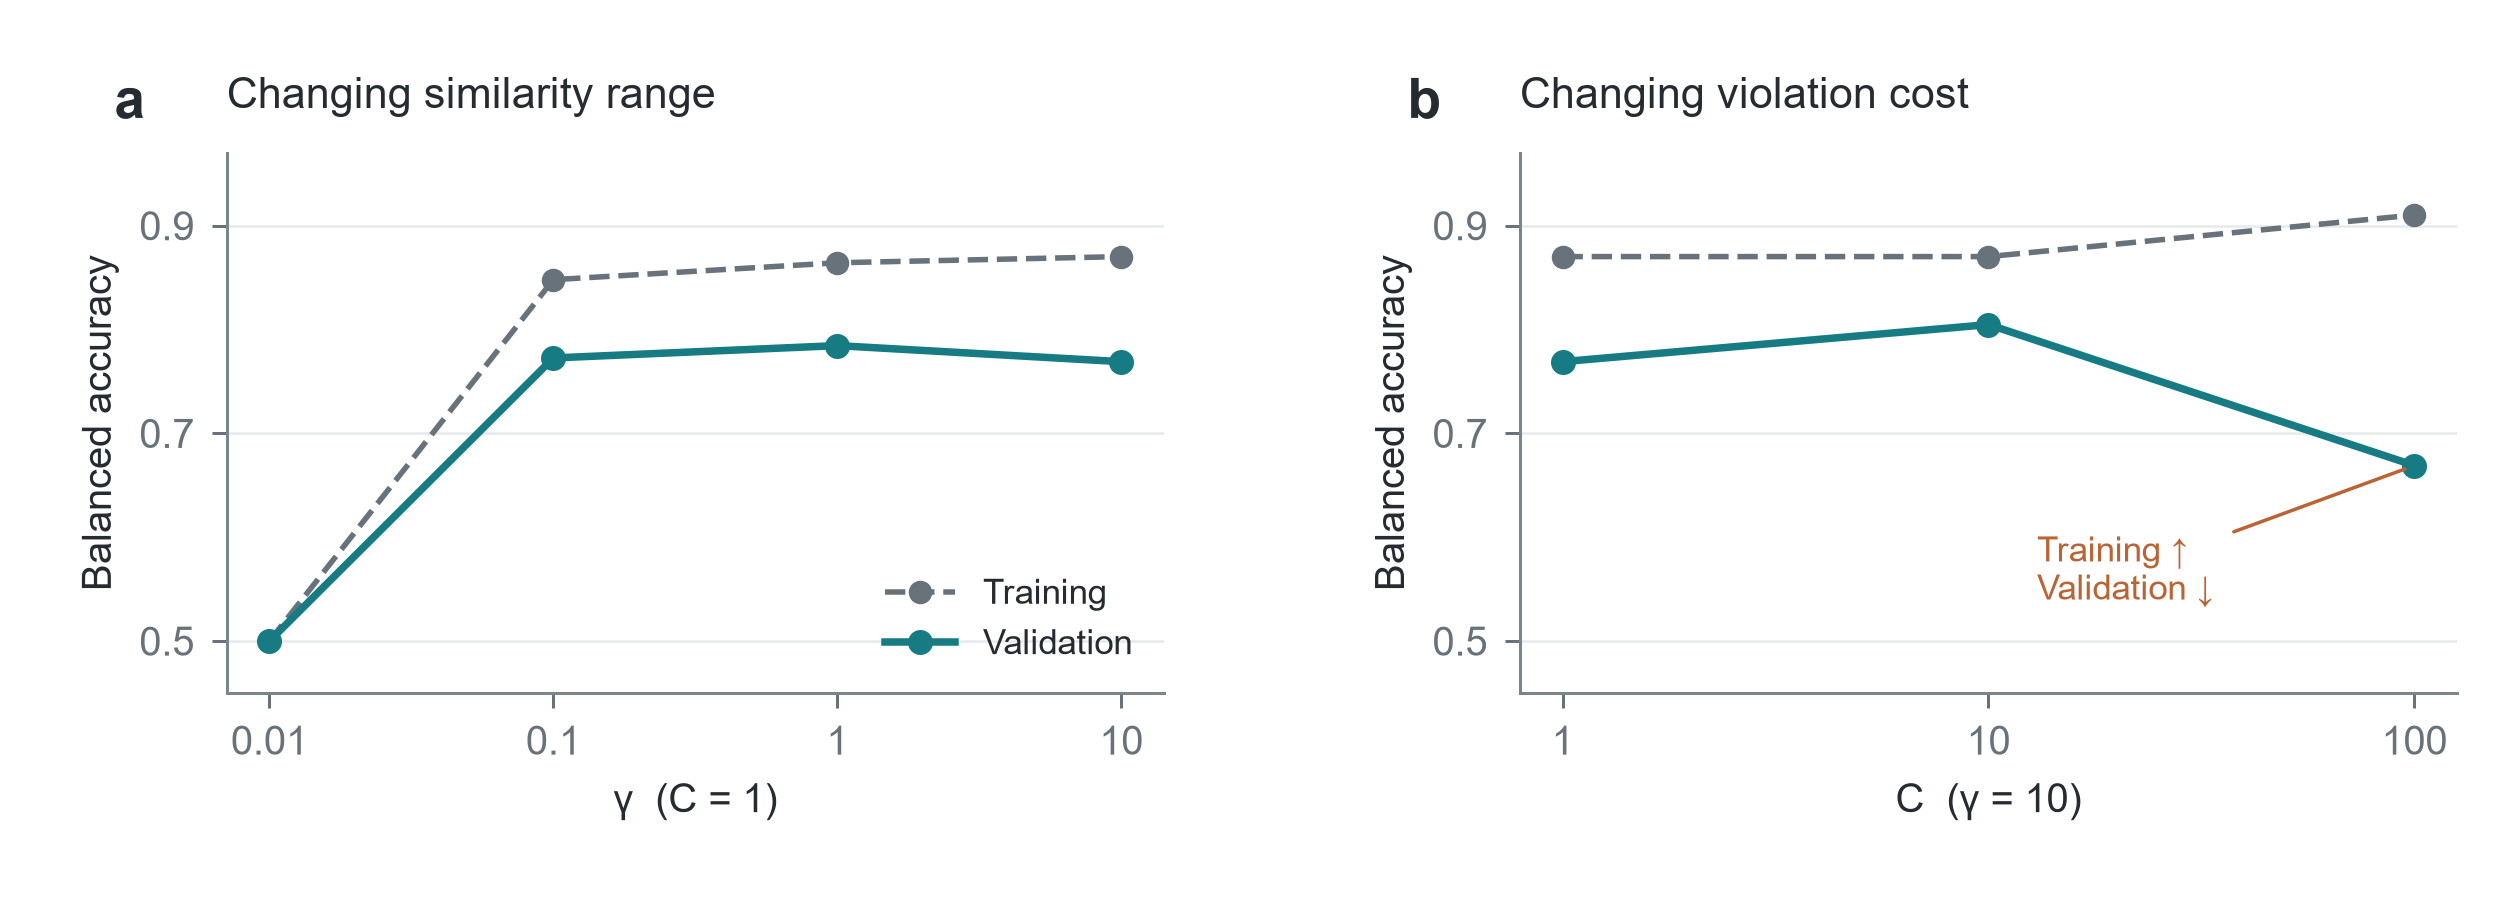 a Changing similarity range
Balanced accuracy
0.9
0.7
0.5
Training
Validation
0.01 0.1 1 10
γ (C = 1)
b Changing violation cost
Balanced accuracy
0.9
0.7
0.5
Training ↑
Validation ↓
1 10 100
C (γ = 10)